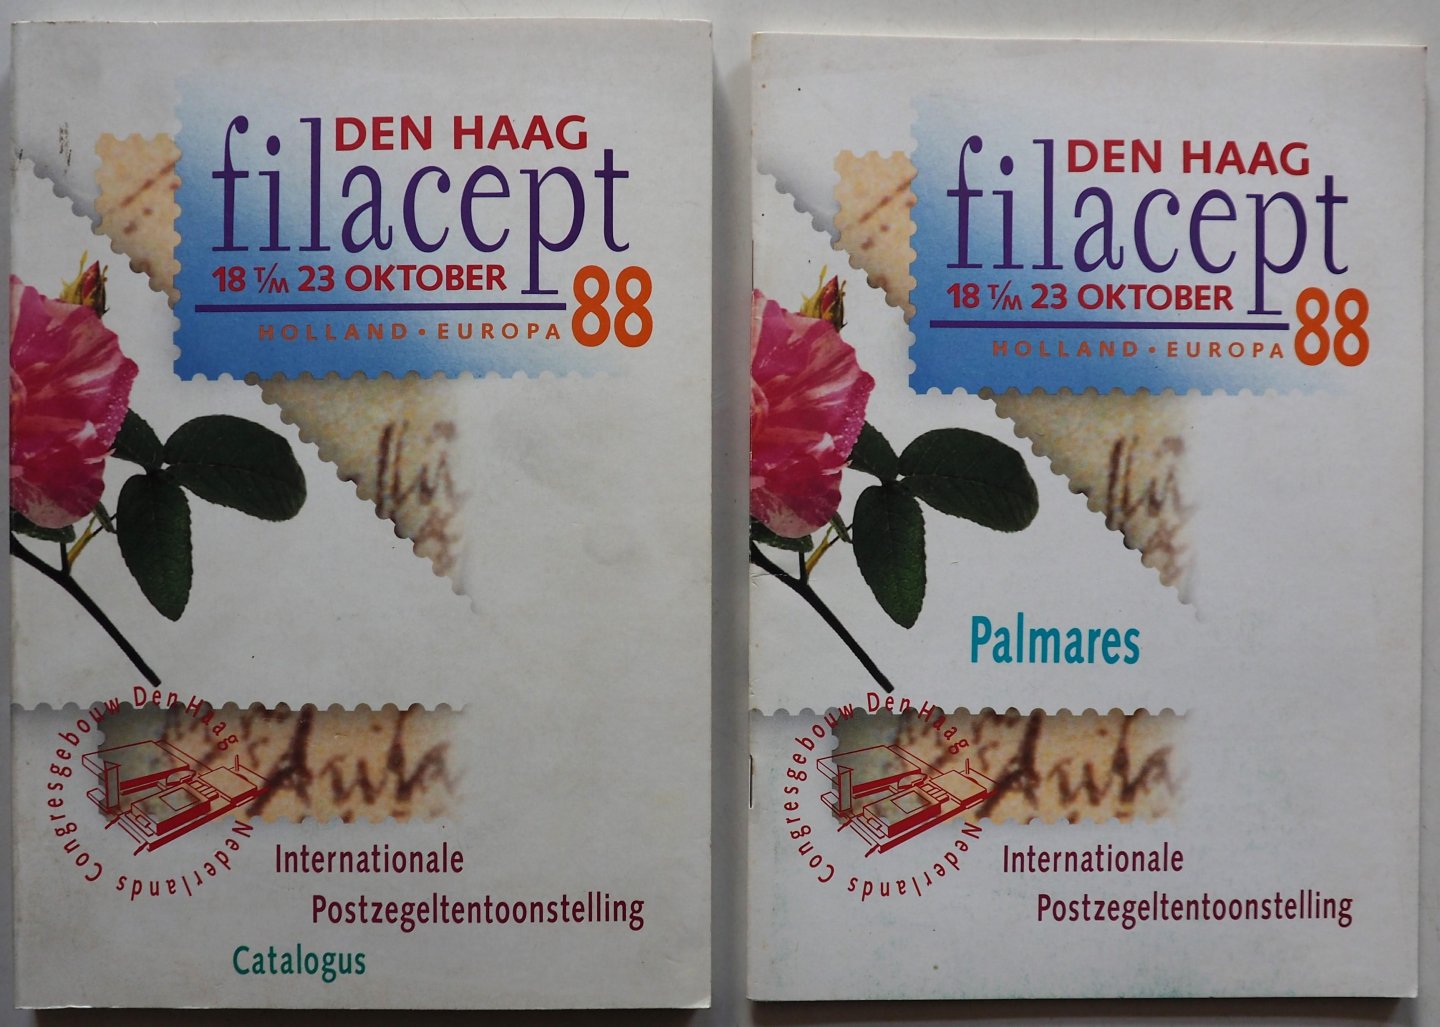 DEN HAAG
filacept
18 T/M 23 OKTOBER
88
HOLLAND • EUROPA
Nederlands Congresgebouw Den Haag
Internationale
Postzegeltentoonstelling
Catalogus
DEN HAAG
filacept
18 T/M 23 OKTOBER
88
HOLLAND • EUROPA
Palmares
Nederlands Congresgebouw Den Haag
Internationale
Postzegeltentoonstelling